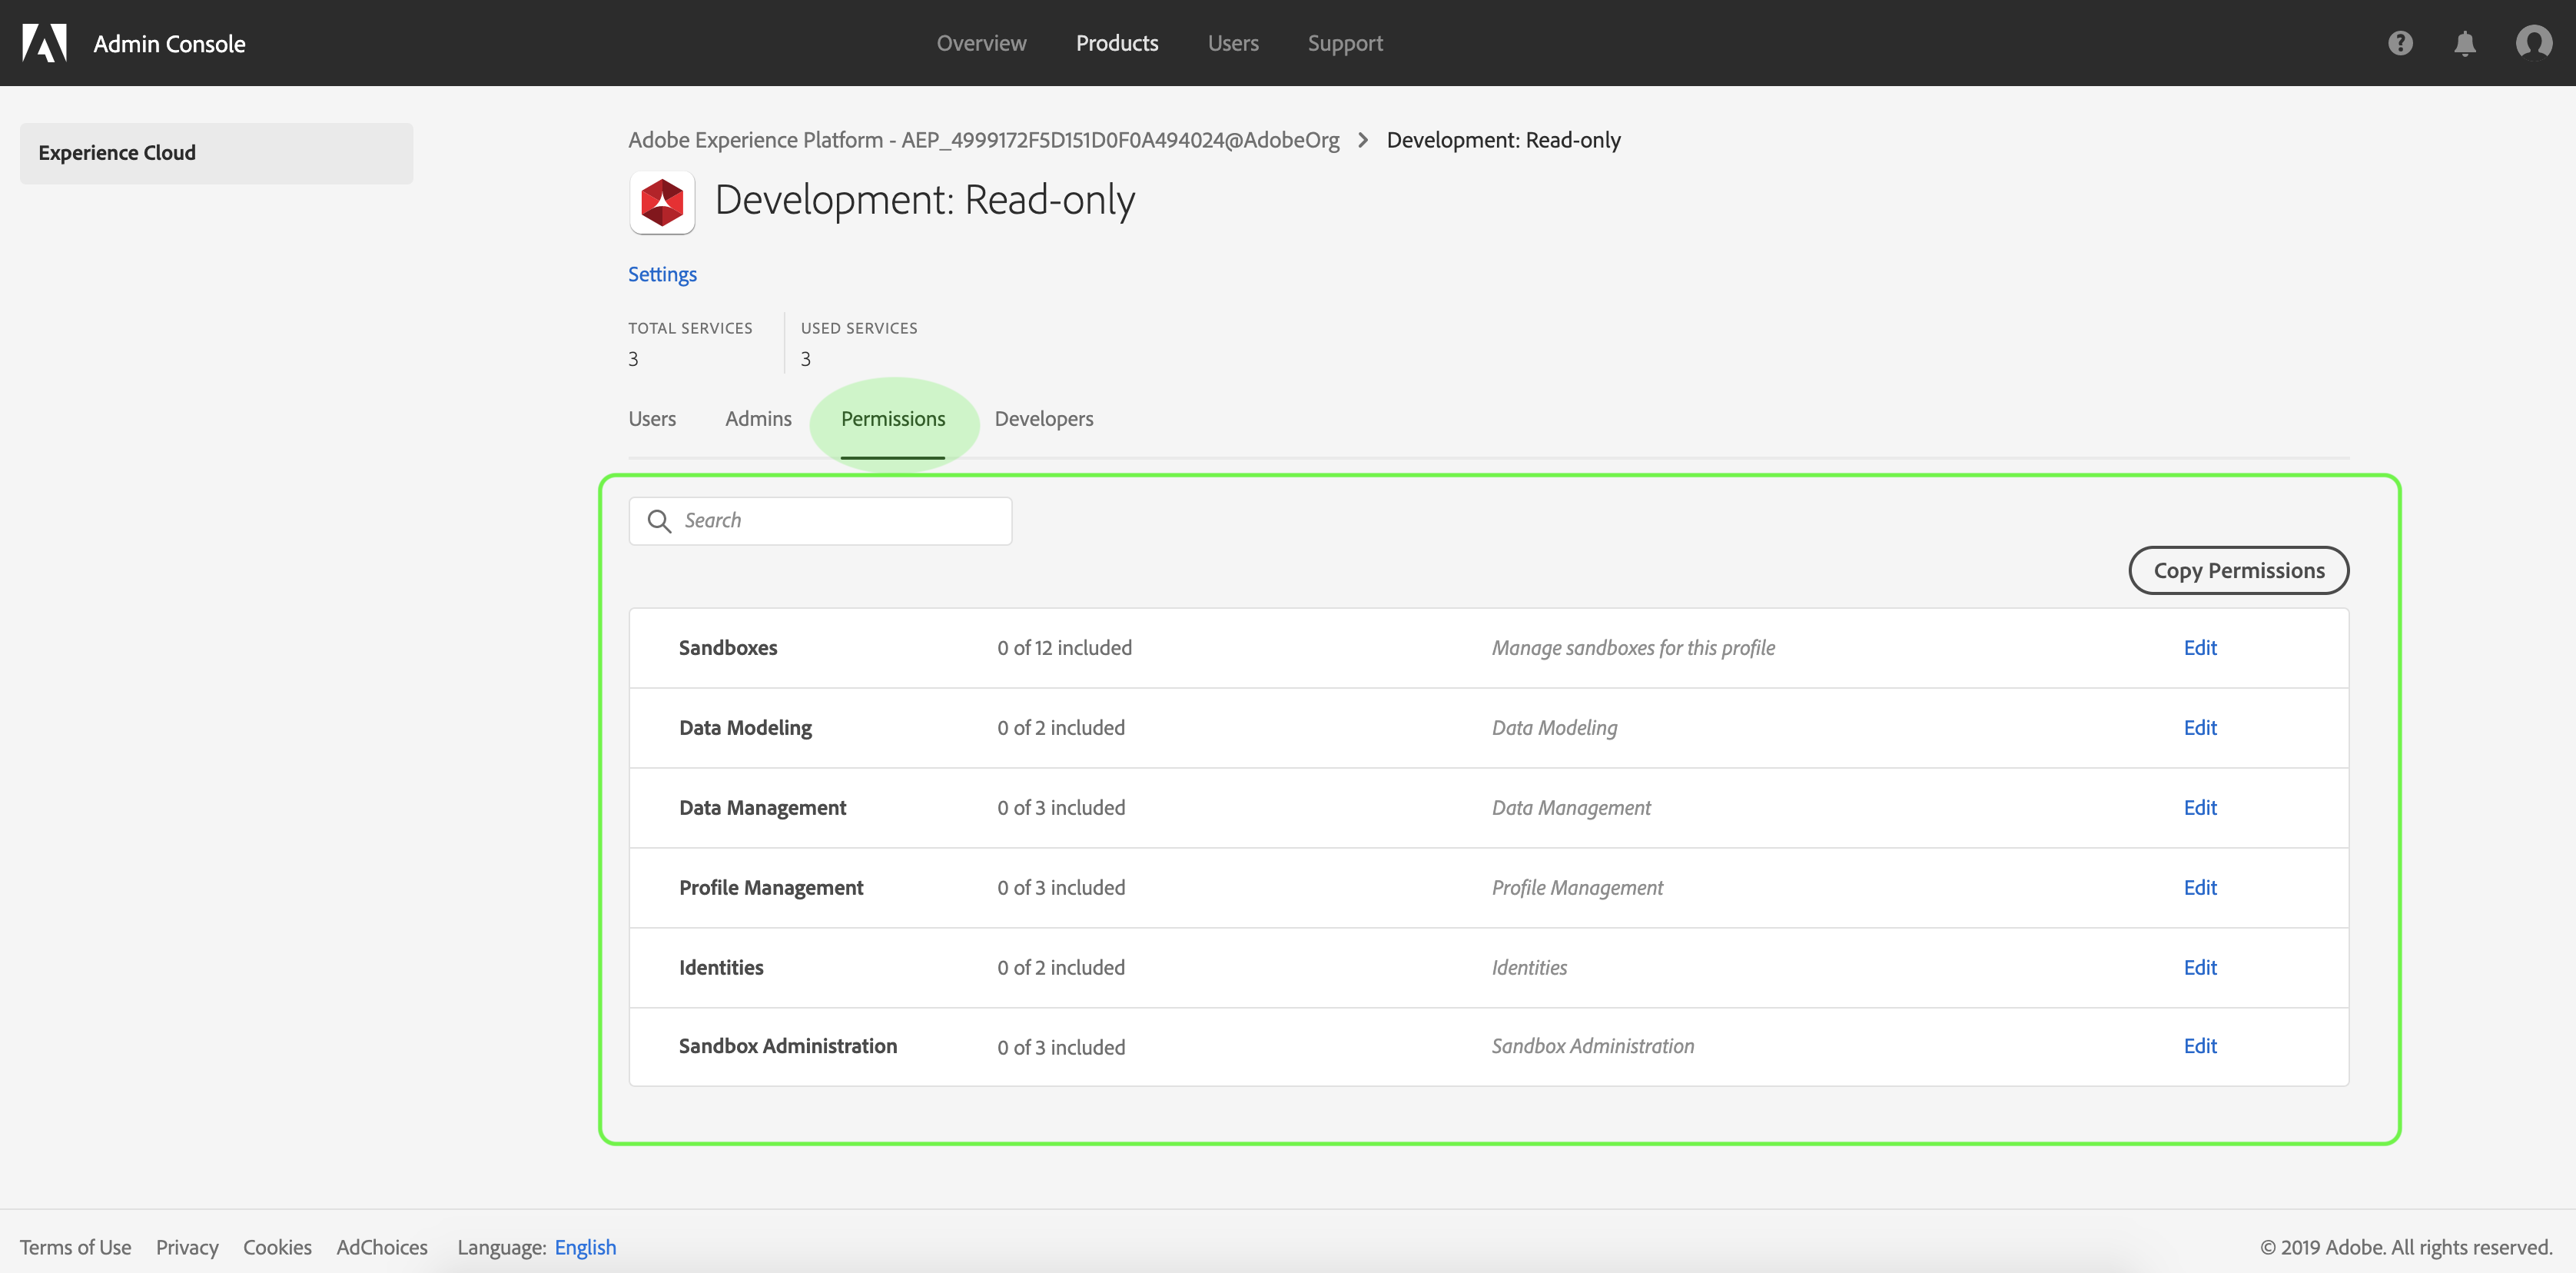 Admin Console
Overview Products Users Support
Experience Cloud
Adobe Experience Platform - AEP_4999172F5D151D0F0A494024@AdobeOrg > Development: Read-only
Development: Read-only
Settings
TOTAL SERVICES USED SERVICES
3 3
Users Admins Permissions Developers
Search
Copy Permissions
Sandboxes 0 of 12 included Manage sandboxes for this profile Edit
Data Modeling 0 of 2 included Data Modeling Edit
Data Management 0 of 3 included Data Management Edit
Profile Management 0 of 3 included Profile Management Edit
Identities 0 of 2 included Identities Edit
Sandbox Administration 0 of 3 included Sandbox Administration Edit
Terms of Use Privacy Cookies AdChoices Language: English © 2019 Adobe. All rights reserved.